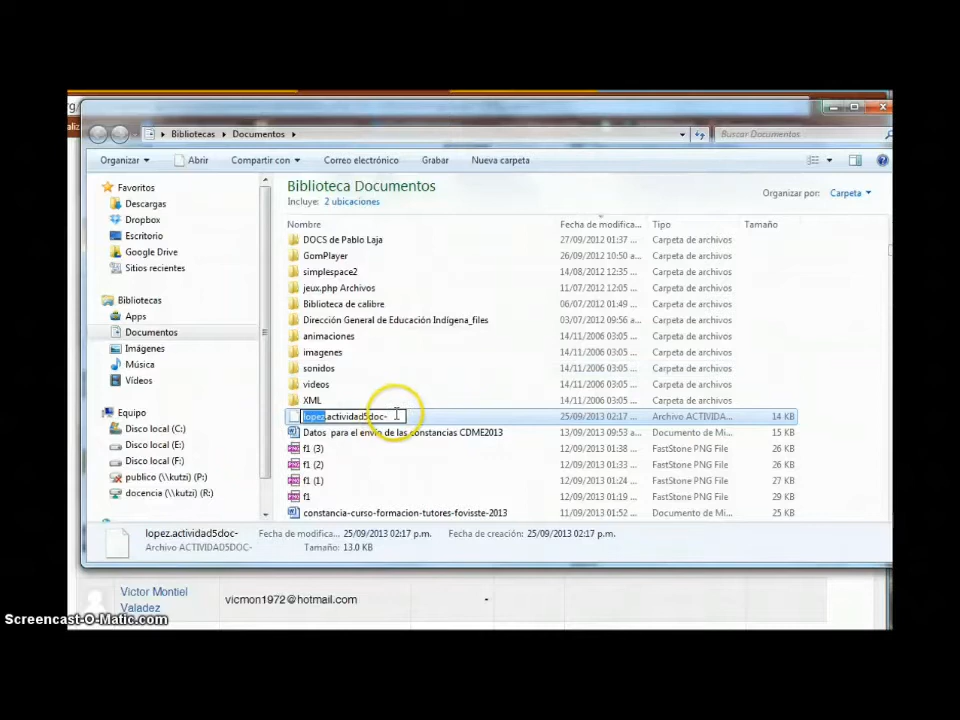 g/
aliz
Bibliotecas Documentos Buscar Documentos
Organizar Abrir Compartir con Correo electrónico Grabar Nueva carpeta
Favoritos
Descargas
Dropbox
Escritorio
Google Drive
Sitios recientes
Bibliotecas
Apps
Documentos
Imágenes
Música
Vídeos
Equipo
Disco local (C:)
Disco local (E:)
Disco local (F:)
publico (\\kutzi) (P:)
docencia (\\kutzi) (R:)
Biblioteca Documentos
Incluye: 2 ubicaciones
Organizar por: Carpeta
Nombre Fecha de modifica... Tipo Tamaño
DOCS de Pablo Laja 27/09/2012 01:37 ... Carpeta de archivos
GomPlayer 26/09/2012 10:50 a... Carpeta de archivos
simplespace2 14/08/2012 12:35 ... Carpeta de archivos
jeux.php Archivos 11/07/2012 12:05 ... Carpeta de archivos
Biblioteca de calibre 06/07/2012 01:49 ... Carpeta de archivos
Dirección General de Educación Indígena_files 03/07/2012 09:56 a... Carpeta de archivos
animaciones 14/11/2006 03:05 ... Carpeta de archivos
imagenes 14/11/2006 03:05 ... Carpeta de archivos
sonidos 14/11/2006 03:05 ... Carpeta de archivos
videos 14/11/2006 03:05 ... Carpeta de archivos
XML 14/11/2006 03:05 ... Carpeta de archivos
lopez.actividad5doc- 25/09/2013 02:17 ... Archivo ACTIVIDA... 14 KB
Datos para el envio de las constancias CDME2013 13/09/2013 09:53 a... Documento de Mi... 15 KB
f1 (3) 12/09/2013 01:38 ... FastStone PNG File 26 KB
f1 (2) 12/09/2013 01:33 ... FastStone PNG File 26 KB
f1 (1) 12/09/2013 01:24 ... FastStone PNG File 27 KB
f1 12/09/2013 01:19 ... FastStone PNG File 29 KB
constancia-curso-formacion-tutores-fovisste-2013 11/09/2013 01:52 ... Documento de Mi... 25 KB
lopez.actividad5doc- Fecha de modifica... 25/09/2013 02:17 p.m. Fecha de creación: 25/09/2013 02:17 p.m.
Archivo ACTIVIDAD5DOC- Tamaño: 13.0 KB
Victor Montiel
Valadez
vicmon1972@hotmail.com
Screencast-O-Matic.com